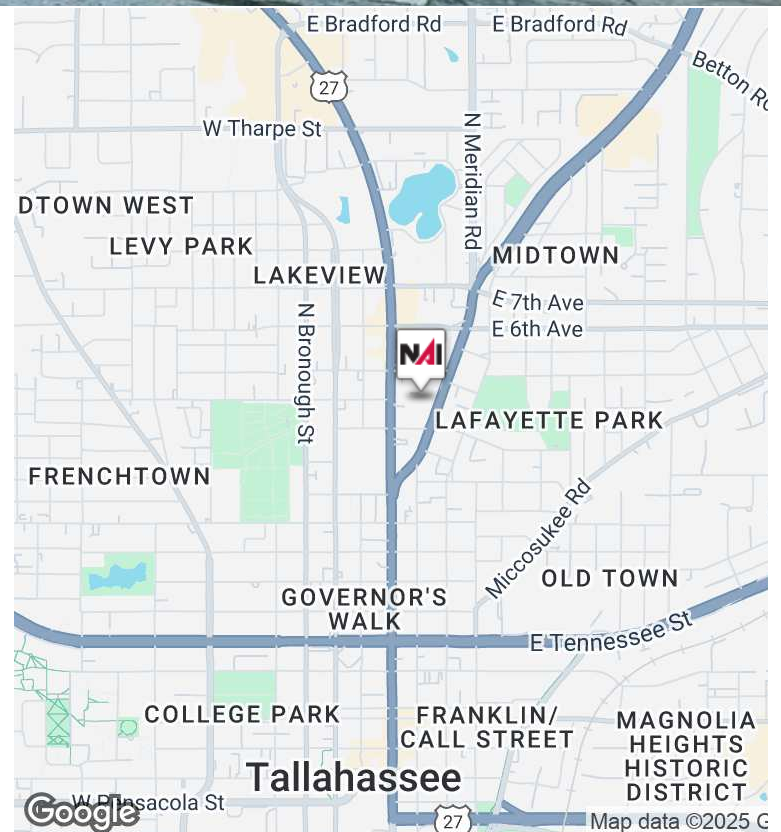 E Bradford Rd
E Bradford Rd
27
Betton
W Tharpe St
N Meridian Rd
DTOWN WEST
LEVY PARK
MIDTOWN
LAKEVIEW
E 7th Ave
N Bronough St
E 6th Ave
NAI
LAFAYETTE PARK
FRENCHTOWN
Miccosukee Rd
OLD TOWN
GOVERNOR'S
WALK
E Tennessee St
COLLEGE PARK
FRANKLIN/
CALL STREET
MAGNOLIA
HEIGHTS
HISTORIC
DISTRICT
Tallahassee
W Pensacola St
Google
27
Map data ©2025 G